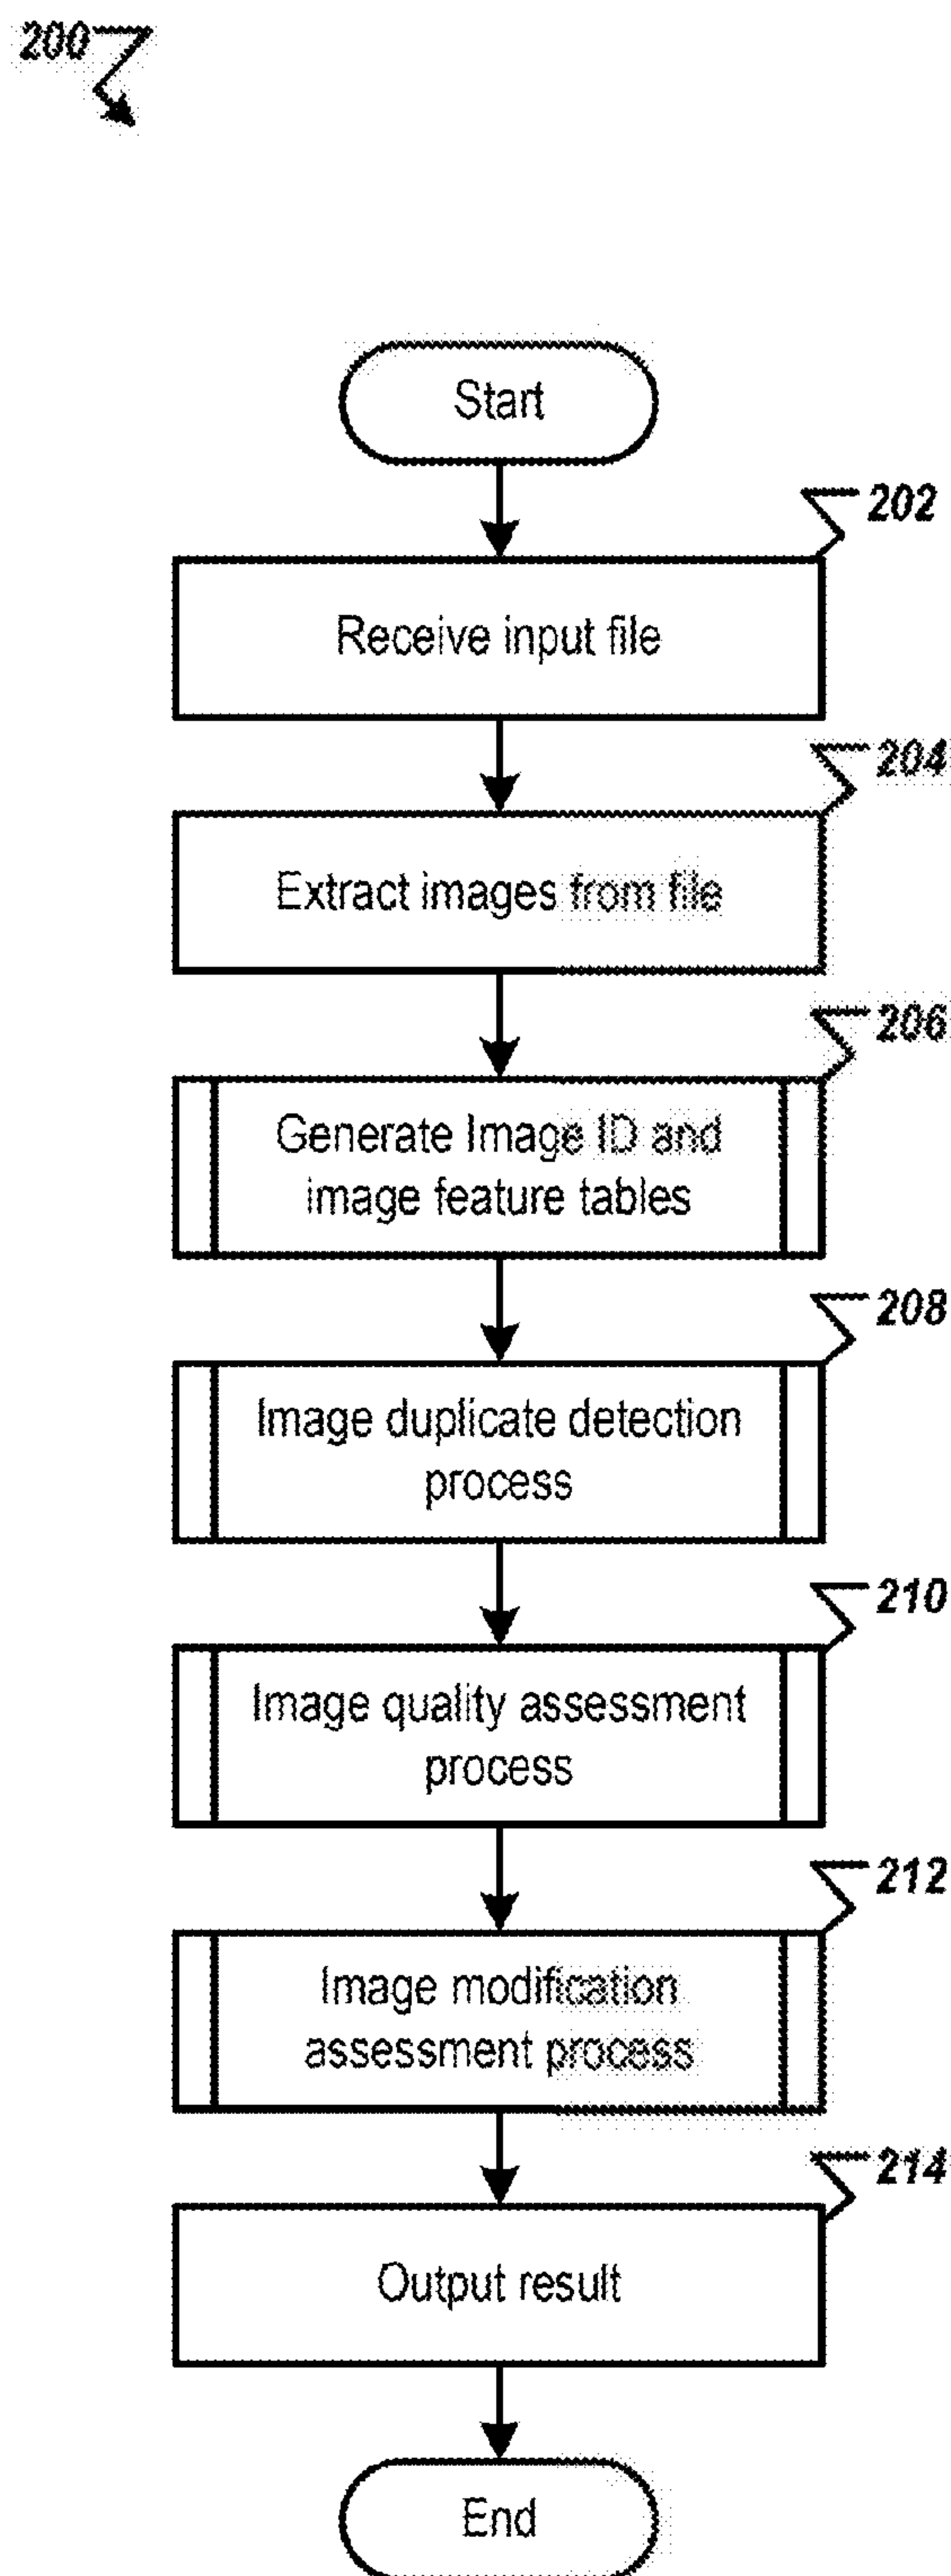 200
Start
202
Receive input file
204
Extract images from file
206
Generate Image ID and
image feature tables
208
Image duplicate detection
process
210
Image quality assessment
process
212
Image modification
assessment process
214
Output result
End